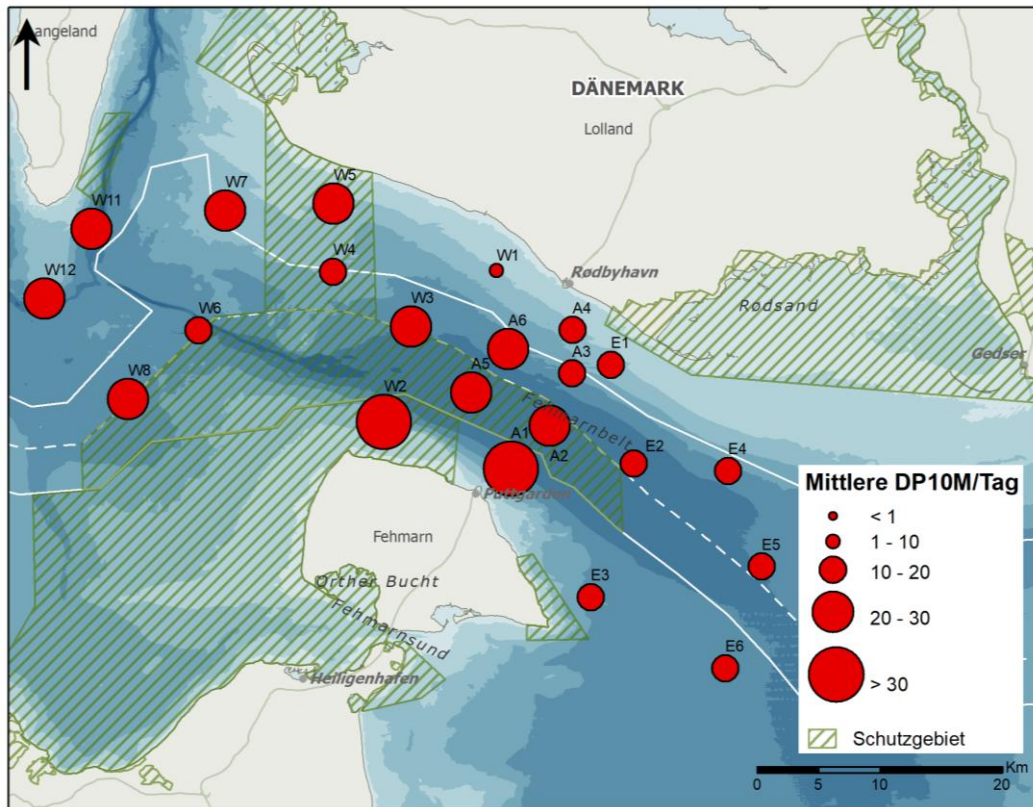 angeland
DÄNEMARK
Lolland
W7
W5
W11
W4
W1
Rødbyhavn
W12
Rødsand
W6
W3
A6
A4
A3
E1
Gedser
W8
A5
W2
Fehmarnbelt
A1
A2
E2
E4
Puttgarden
Fehmarn
E5
Orther Bucht
E3
Fehmarnsund
E6
Heiligenhafen
Mittlere DP10M/Tag
< 1
1 - 10
10 - 20
20 - 30
> 30
Schutzgebiet
Km
0 5 10 20